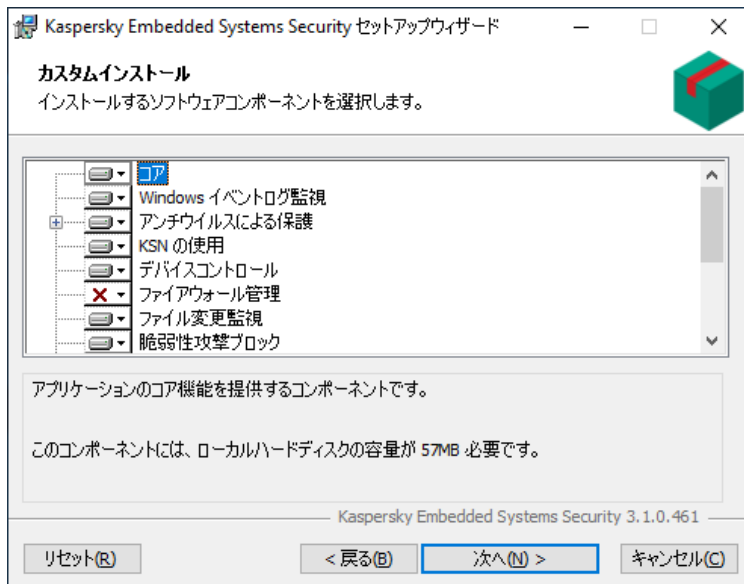 Kaspersky Embedded Systems Security セットアップウィザード
カスタムインストール
インストールするソフトウェアコンポーネントを選択します。
コア
Windows イベントログ監視
アンチウイルスによる保護
KSN の使用
デバイスコントロール
ファイアウォール管理
ファイル変更監視
脆弱性攻撃ブロック
アプリケーションのコア機能を提供するコンポーネントです。
このコンポーネントには、ローカルハードディスクの容量が 57MB 必要です。
Kaspersky Embedded Systems Security 3.1.0.461
リセット(R) < 戻る(B) 次へ(N) > キャンセル(C)